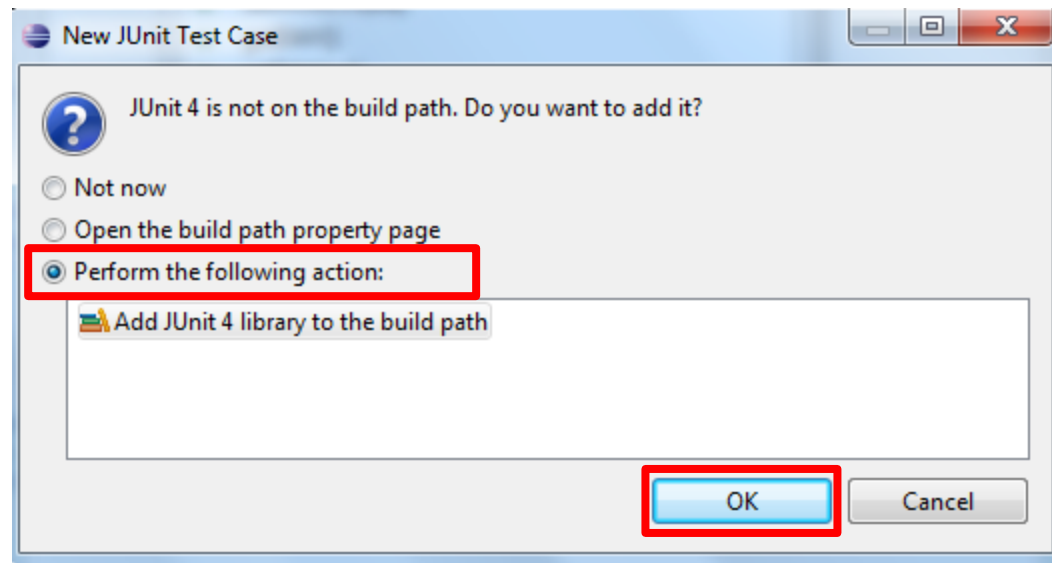 New JUnit Test Case
JUnit 4 is not on the build path. Do you want to add it?
Not now
Open the build path property page
Perform the following action:
Add JUnit 4 library to the build path
OK
Cancel